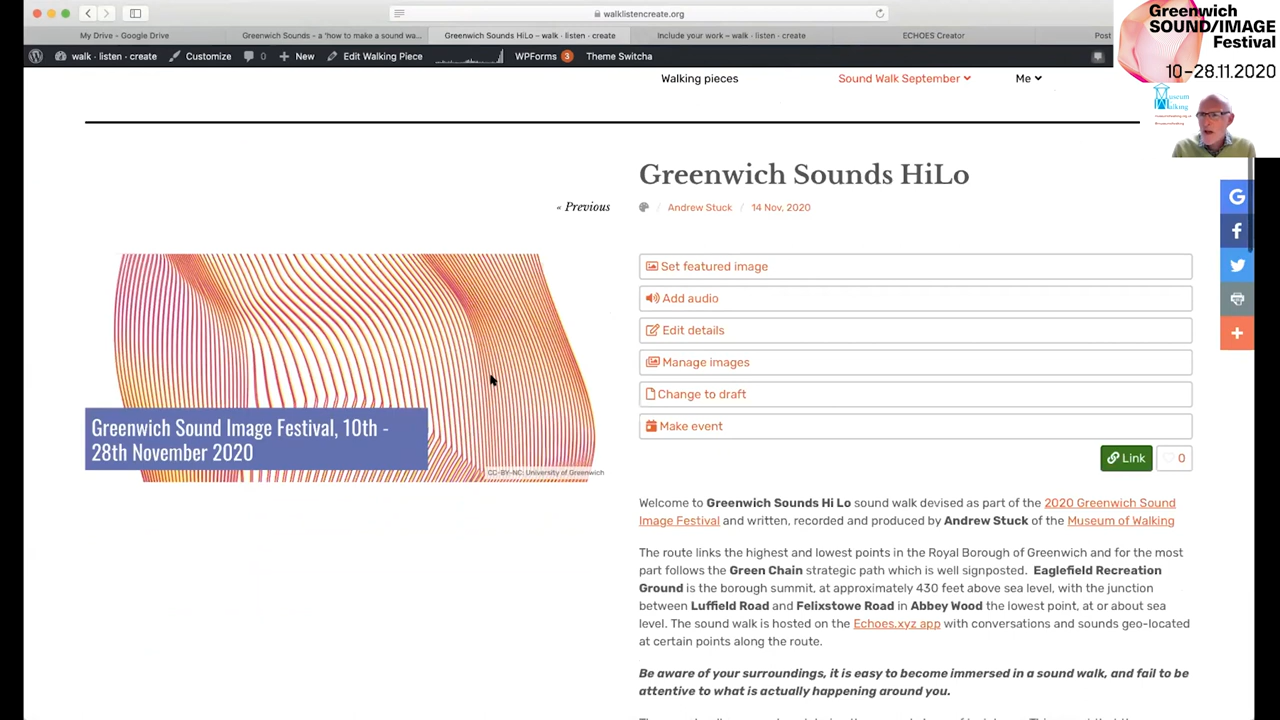 walklistencreate.org
My Drive – Google Drive
Greenwich Sounds – a 'how to make a sound wa...
Greenwich Sounds HiLo – walk · listen · create
Include your work – walk · listen · create
ECHOES Creator
Post
walk · listen · create
Customize
0
New
Edit Walking Piece
WPForms 3
Theme Switcha
Walking pieces
Sound Walk September
Me
Greenwich
SOUND/IMAGE
Festival
10–28.11.2020
Museum
Walking
Greenwich Sounds HiLo
« Previous
Andrew Stuck / 14 Nov, 2020
Set featured image
Add audio
Edit details
Manage images
Change to draft
Make event
Link
0
Greenwich Sound Image Festival, 10th -
28th November 2020
CC-BY-NC: University of Greenwich
Welcome to Greenwich Sounds Hi Lo sound walk devised as part of the 2020 Greenwich Sound
Image Festival and written, recorded and produced by Andrew Stuck of the Museum of Walking
The route links the highest and lowest points in the Royal Borough of Greenwich and for the most
part follows the Green Chain strategic path which is well signposted. Eaglefield Recreation
Ground is the borough summit, at approximately 430 feet above sea level, with the junction
between Luffield Road and Felixstowe Road in Abbey Wood the lowest point, at or about sea
level. The sound walk is hosted on the Echoes.xyz app with conversations and sounds geo-located
at certain points along the route.
Be aware of your surroundings, it is easy to become immersed in a sound walk, and fail to be
attentive to what is actually happening around you.